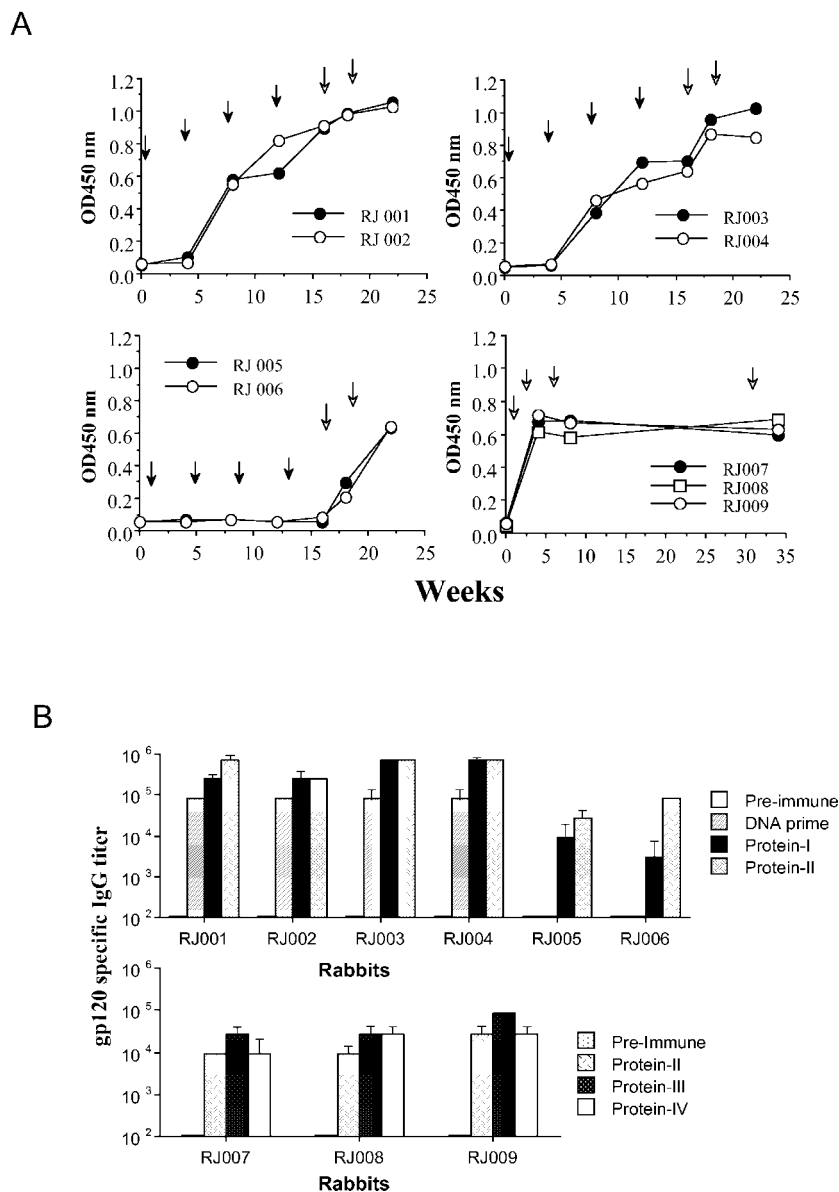 A
OD450 nm
1.2
1.0
0.8
0.6
0.4
0.2
0.0
0 5 10 15 20 25
RJ 001
RJ 002
OD450 nm
1.2
1.0
0.8
0.6
0.4
0.2
0.0
0 5 10 15 20 25
RJ003
RJ004
OD450 nm
1.2
1.0
0.8
0.6
0.4
0.2
0.0
0 5 10 15 20 25
RJ 005
RJ 006
OD450 nm
1.2
1.0
0.8
0.6
0.4
0.2
0.0
0 5 10 15 20 25 30 35
RJ007
RJ008
RJ009
Weeks
B
gp120 specific IgG titer
10^6
10^5
10^4
10^3
10^2
RJ001 RJ002 RJ003 RJ004 RJ005 RJ006
Rabbits
Pre-immune
DNA prime
Protein-I
Protein-II
10^6
10^5
10^4
10^3
10^2
RJ007 RJ008 RJ009
Rabbits
Pre-Immune
Protein-II
Protein-III
Protein-IV